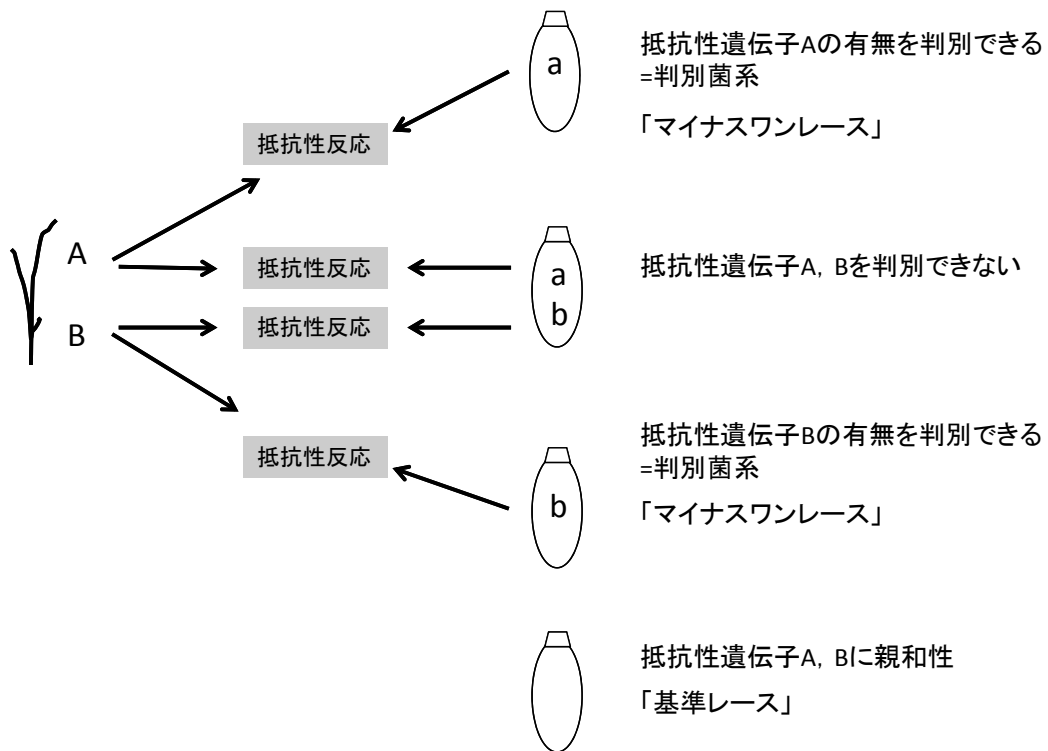 a
抵抗性遺伝子Aの有無を判別できる
=判別菌系
「マイナスワンレース」
抵抗性反応
A
抵抗性反応
a
抵抗性遺伝子A, Bを判別できない
B
抵抗性反応
b
抵抗性反応
b
抵抗性遺伝子Bの有無を判別できる
=判別菌系
「マイナスワンレース」
抵抗性遺伝子A, Bに親和性
「基準レース」